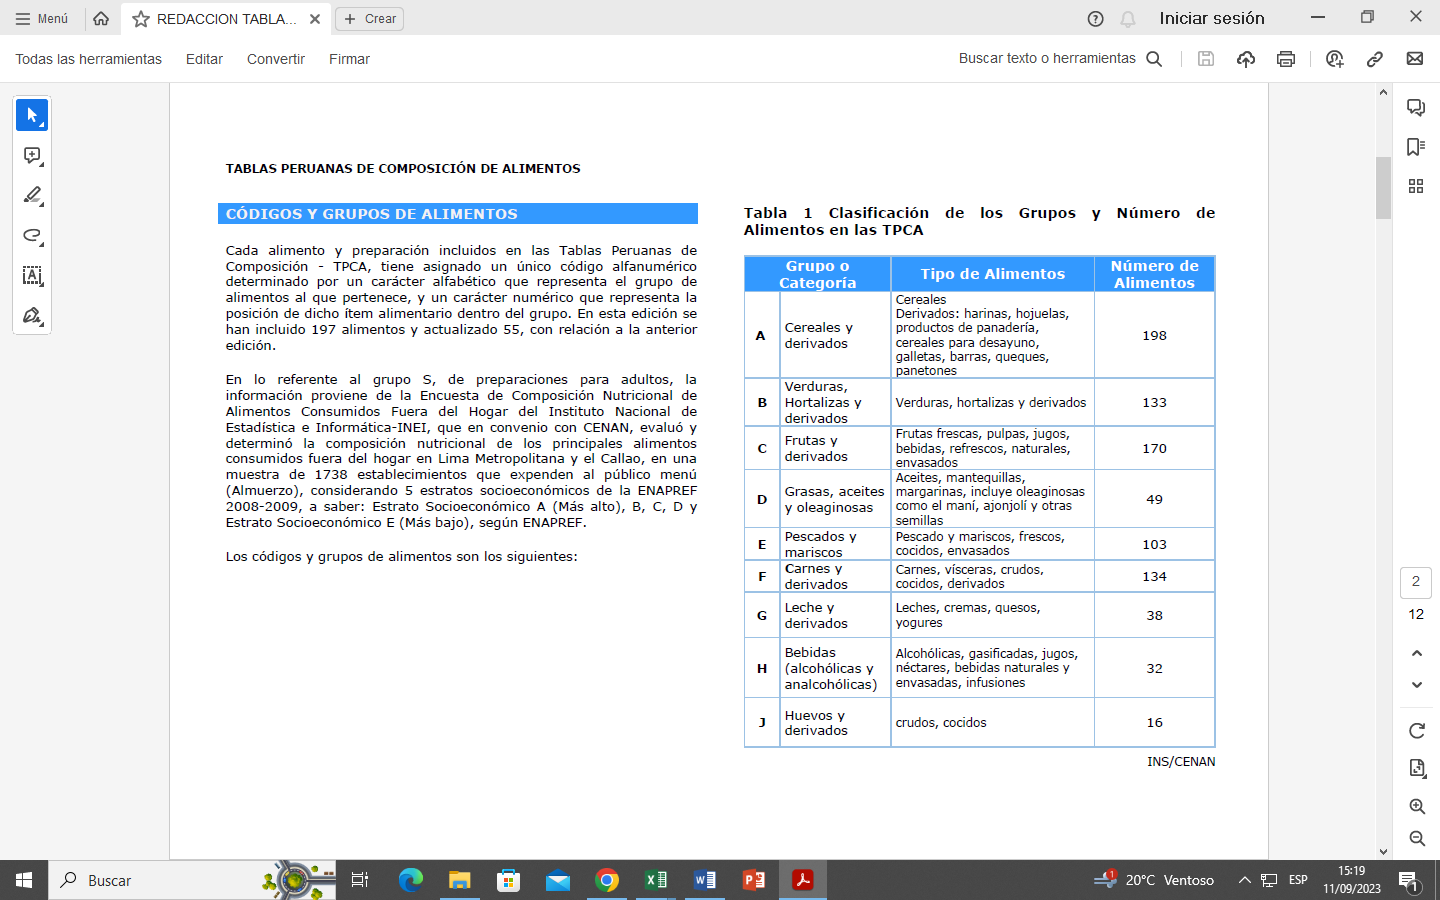 Menú
REDACCION TABLA...
Crear
Iniciar sesión
Todas las herramientas
Editar
Convertir
Firmar
Buscar texto o herramientas
TABLAS PERUANAS DE COMPOSICIÓN DE ALIMENTOS
CÓDIGOS Y GRUPOS DE ALIMENTOS
Cada alimento y preparación incluidos en las Tablas Peruanas de
Composición - TPCA, tiene asignado un único código alfanumérico
determinado por un carácter alfabético que representa el grupo de
alimentos al que pertenece, y un carácter numérico que representa la
posición de dicho ítem alimentario dentro del grupo. En esta edición se
han incluido 197 alimentos y actualizado 55, con relación a la anterior
edición.
En lo referente al grupo S, de preparaciones para adultos, la
información proviene de la Encuesta de Composición Nutricional de
Alimentos Consumidos Fuera del Hogar del Instituto Nacional de
Estadística e Informática-INEI, que en convenio con CENAN, evaluó y
determinó la composición nutricional de los principales alimentos
consumidos fuera del hogar en Lima Metropolitana y el Callao, en una
muestra de 1738 establecimientos que expenden al público menú
(Almuerzo), considerando 5 estratos socioeconómicos de la ENAPREF
2008-2009, a saber: Estrato Socioeconómico A (Más alto), B, C, D y
Estrato Socioeconómico E (Más bajo), según ENAPREF.
Los códigos y grupos de alimentos son los siguientes:
Tabla 1 Clasificación de los Grupos y Número de
Alimentos en las TPCA
Grupo o
Categoría
Tipo de Alimentos
Número de
Alimentos
A
Cereales y
derivados
Cereales
Derivados: harinas, hojuelas,
productos de panadería,
cereales para desayuno,
galletas, barras, queques,
panetones
198
B
Verduras,
Hortalizas y
derivados
Verduras, hortalizas y derivados
133
C
Frutas y
derivados
Frutas frescas, pulpas, jugos,
bebidas, refrescos, naturales,
envasados
170
D
Grasas, aceites
y oleaginosas
Aceites, mantequillas,
margarinas, incluye oleaginosas
como el maní, ajonjolí y otras
semillas
49
E
Pescados y
mariscos
Pescado y mariscos, frescos,
cocidos, envasados
103
F
Carnes y
derivados
Carnes, vísceras, crudos,
cocidos, derivados
134
G
Leche y
derivados
Leches, cremas, quesos,
yogures
38
H
Bebidas
(alcohólicas y
analcohólicas)
Alcohólicas, gasificadas, jugos,
néctares, bebidas naturales y
envasadas, infusiones
32
J
Huevos y
derivados
crudos, cocidos
16
INS/CENAN
2
12
Buscar
1
20°C Ventoso
ESP
15:19
11/09/2023
1